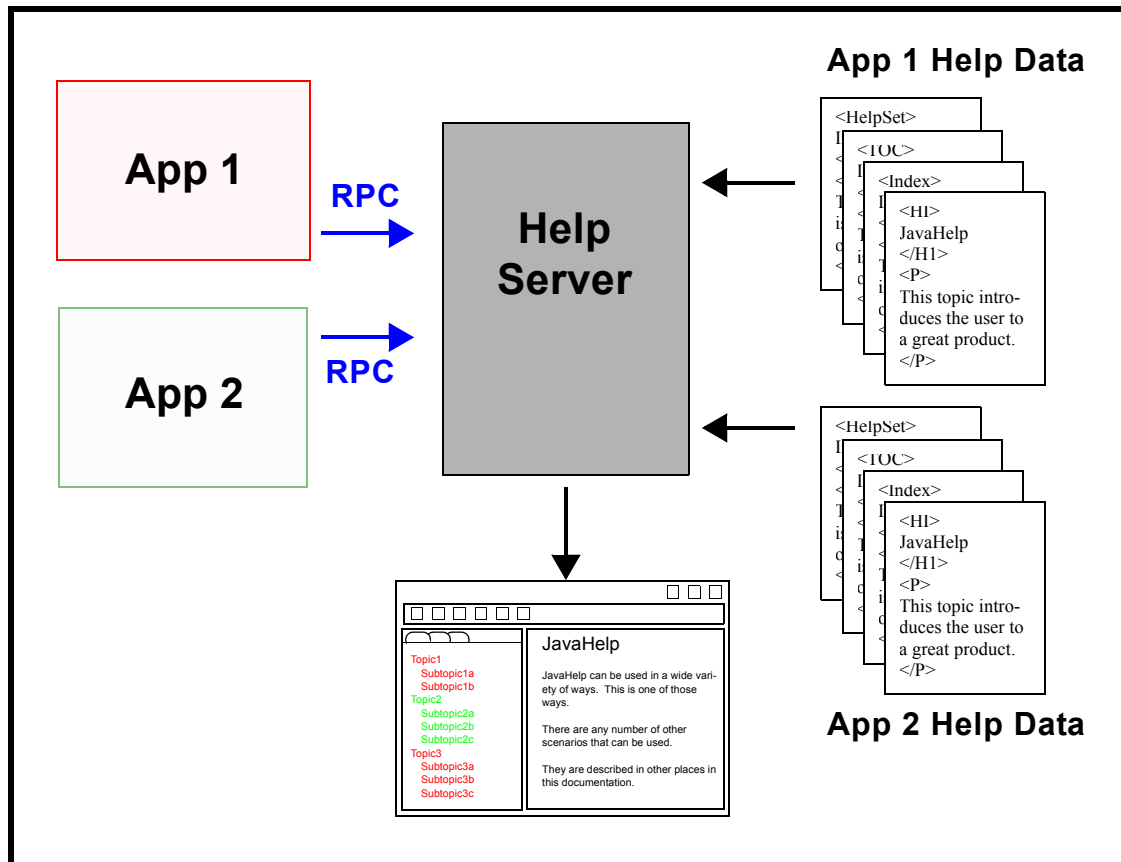 App 1 Help Data
App 1
RPC
Help
Server
<HelpSet>
<TOC>
<Index>
<HI>
JavaHelp
</H1>
<P>
This topic intro-
duces the user to
a great product.
</P>
App 2
RPC
<HelpSet>
<TOC>
<Index>
<HI>
JavaHelp
</H1>
<P>
This topic intro-
duces the user to
a great product.
</P>
App 2 Help Data
Topic1
Subtopic1a
Subtopic1b
Topic2
Subtopic2a
Subtopic2b
Subtopic2c
Topic3
Subtopic3a
Subtopic3b
Subtopic3c
JavaHelp
JavaHelp can be used in a wide vari-
ety of ways.  This is one of those
ways.
There are any number of other
scenarios that can be used.
They are described in other places in
this documentation.